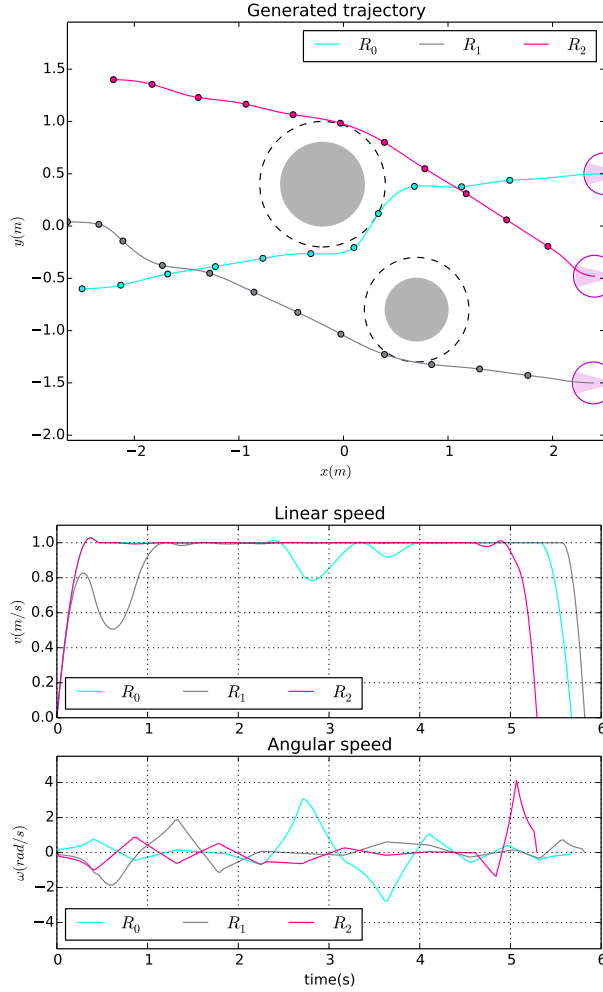 Generated trajectory
R₀ R₁ R₂
1.5
1.0
0.5
0.0
−0.5
−1.0
−1.5
−2.0
y(m)
−2 −1 0 1 2
x(m)
Linear speed
1.0
0.8
0.6
0.4
0.2
0.0
v(m/s)
R₀ R₁ R₂
0 1 2 3 4 5 6
Angular speed
4
2
0
−2
−4
ω(rad/s)
R₀ R₁ R₂
0 1 2 3 4 5 6
time(s)